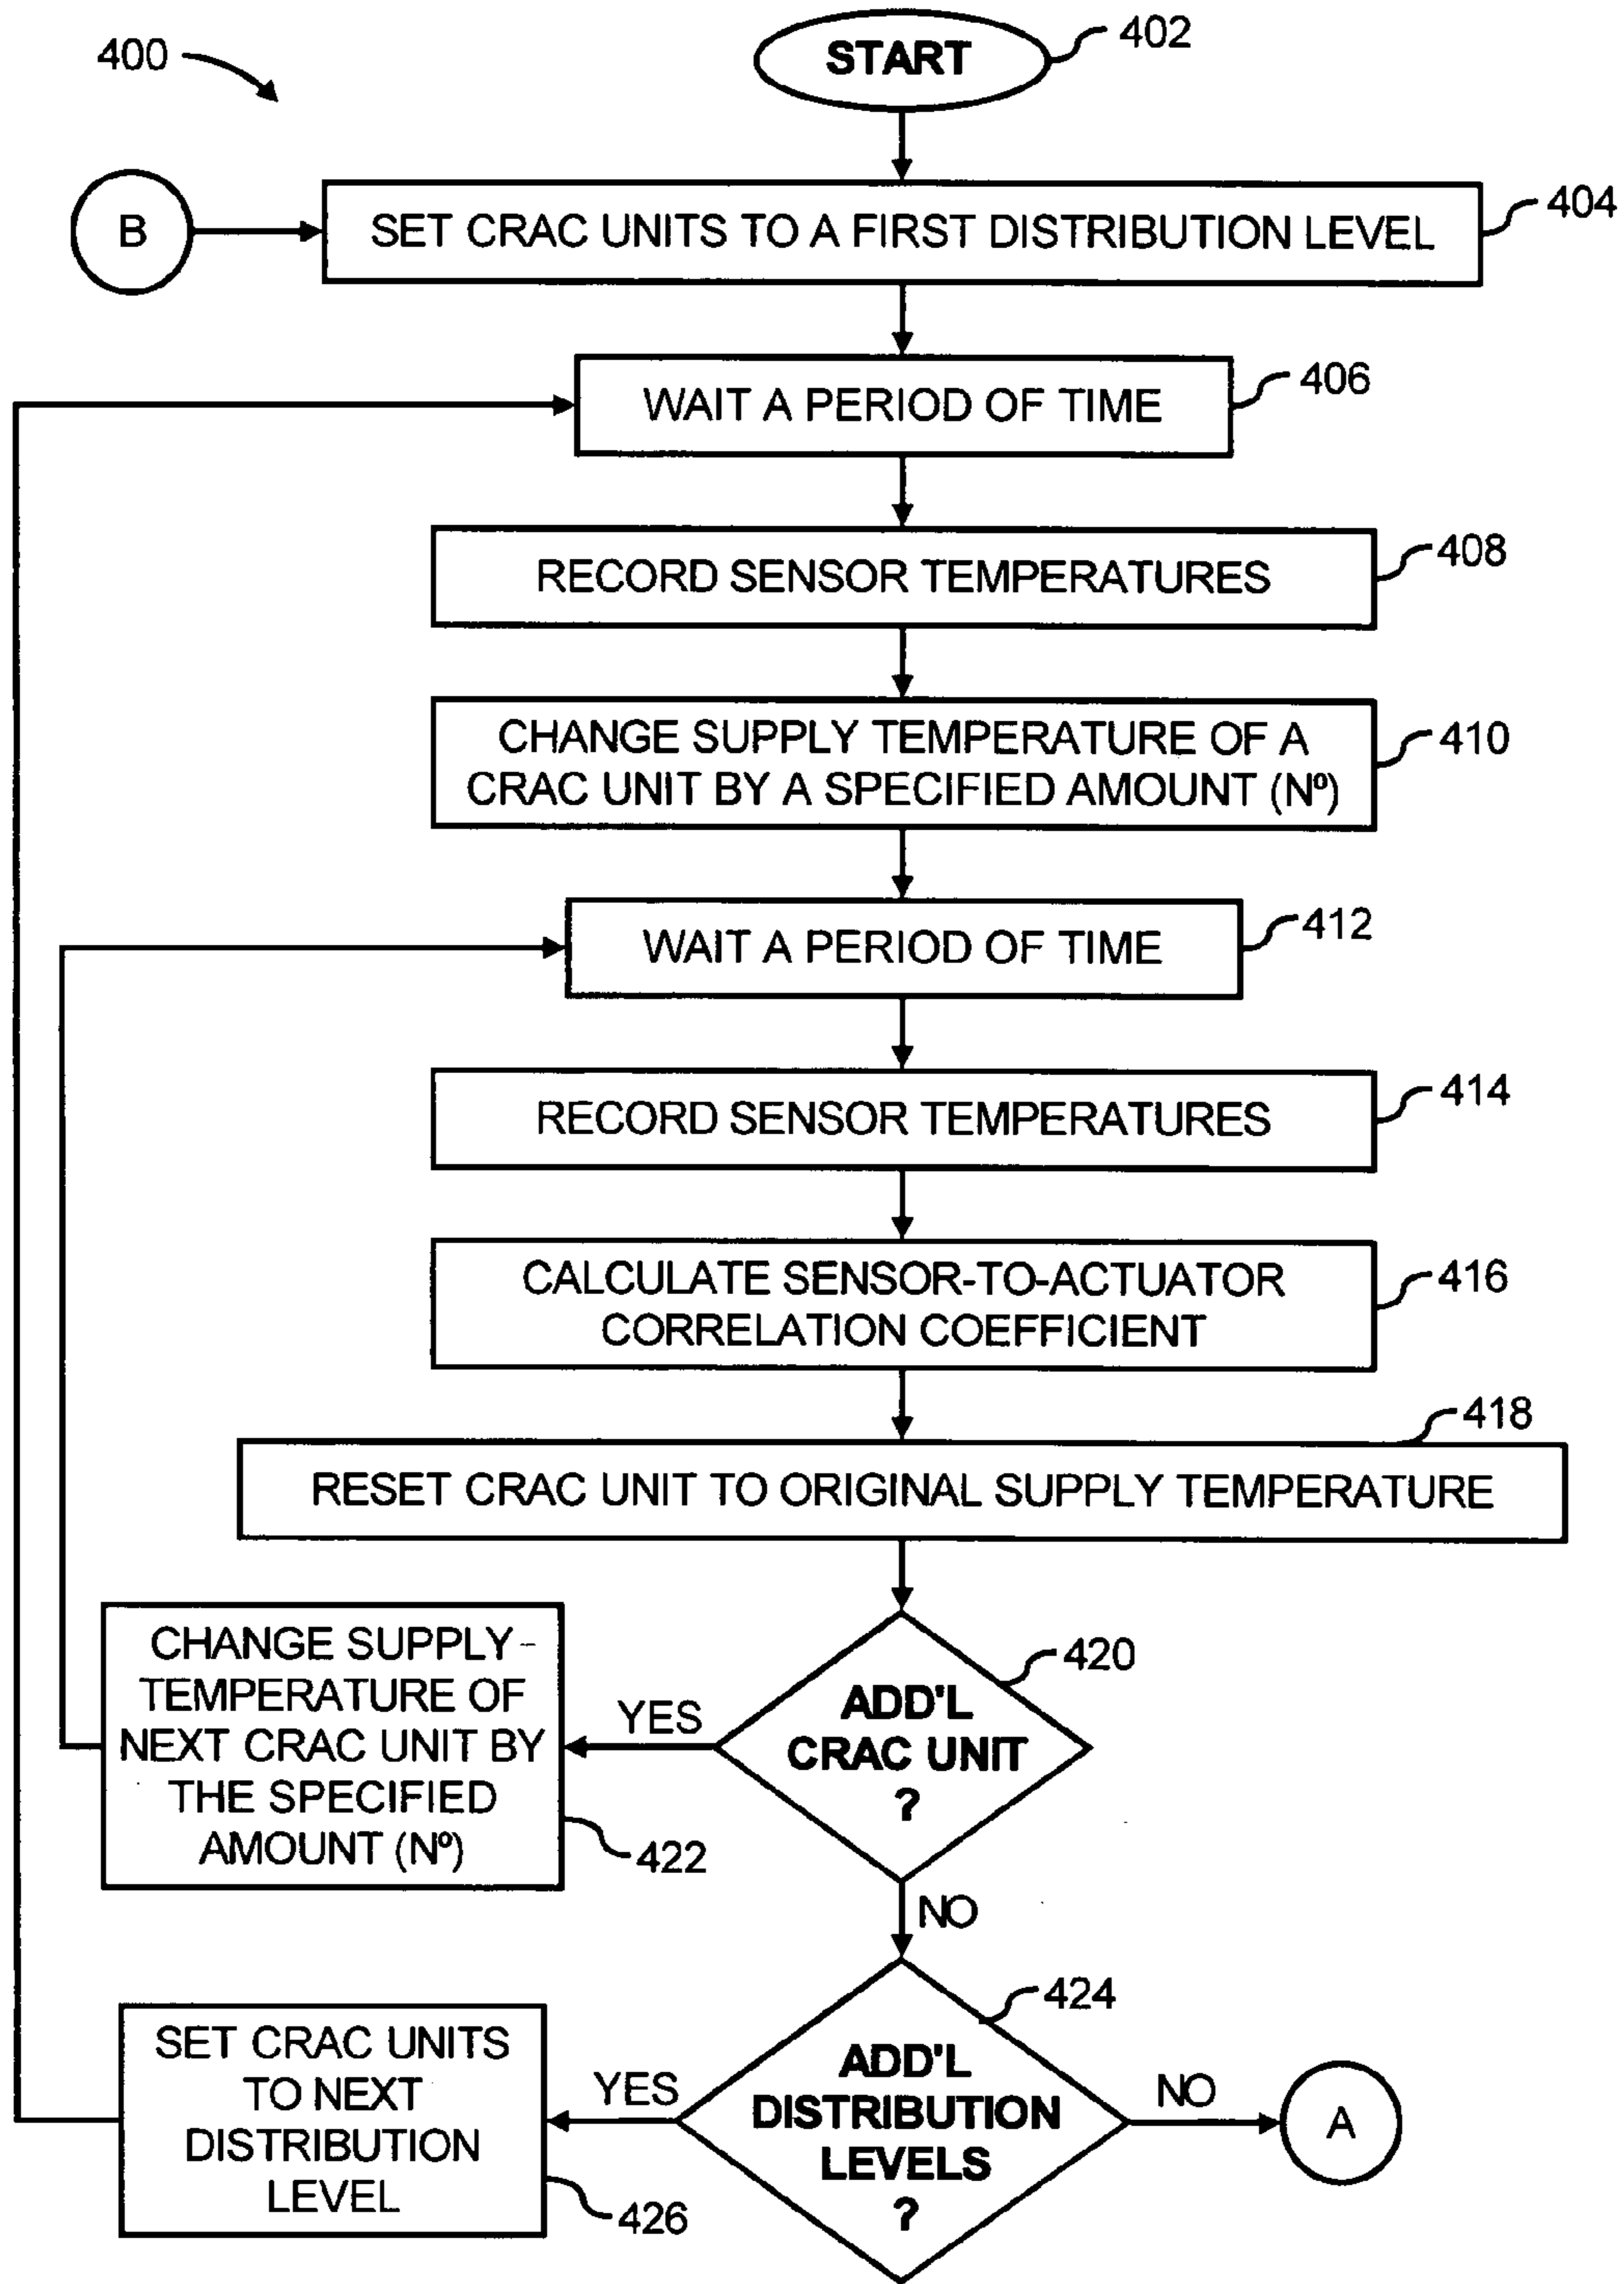 400
START
402
B
SET CRAC UNITS TO A FIRST DISTRIBUTION LEVEL
404
WAIT A PERIOD OF TIME
406
RECORD SENSOR TEMPERATURES
408
CHANGE SUPPLY TEMPERATURE OF A
CRAC UNIT BY A SPECIFIED AMOUNT (Nº)
410
WAIT A PERIOD OF TIME
412
RECORD SENSOR TEMPERATURES
414
CALCULATE SENSOR-TO-ACTUATOR
CORRELATION COEFFICIENT
416
418
RESET CRAC UNIT TO ORIGINAL SUPPLY TEMPERATURE
420
ADD'L
CRAC UNIT
?
YES
CHANGE SUPPLY-
TEMPERATURE OF
NEXT CRAC UNIT BY
THE SPECIFIED
AMOUNT (Nº)
422
NO
424
ADD'L
DISTRIBUTION
LEVELS
?
YES
SET CRAC UNITS
TO NEXT
DISTRIBUTION
LEVEL
426
NO
A